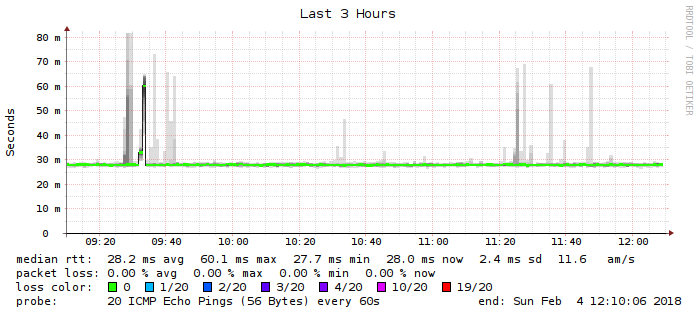 Last 3 Hours
RRDTOOL / TOBI OETIKER
Seconds
80 m
70 m
60 m
50 m
40 m
30 m
20 m
10 m
0
09:20 09:40 10:00 10:20 10:40 11:00 11:20 11:40 12:00
median rtt: 28.2 ms avg 60.1 ms max 27.7 ms min 28.0 ms now 2.4 ms sd 11.6 am/s
packet loss: 0.00 % avg 0.00 % max 0.00 % min 0.00 % now
loss color: 0 1/20 2/20 3/20 4/20 10/20 19/20
probe: 20 ICMP Echo Pings (56 Bytes) every 60s end: Sun Feb 4 12:10:06 2018